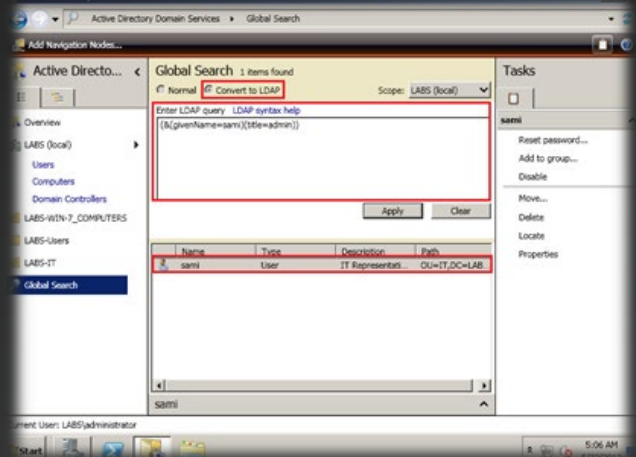 Active Directory Domain Services Global Search
Add Navigation Nodes...
Active Directo...
Overview
LABS (local)
Users
Computers
Domain Controllers
LABS-WIN-7_COMPUTERS
LABS-Users
LABS-IT
Global Search
Global Search 1 items found
Normal Convert to LDAP Scope: LABS (local)
Enter LDAP query LDAP syntax help
(&(givenName=sami)(title=admin))
Apply Clear
Name Type Description Path
sami User IT Representati... OU=IT,DC=LAB...
sami
Tasks
sami
Reset password...
Add to group...
Disable
Move...
Delete
Locate
Properties
Current User: LABS\administrator
Start
5:06 AM